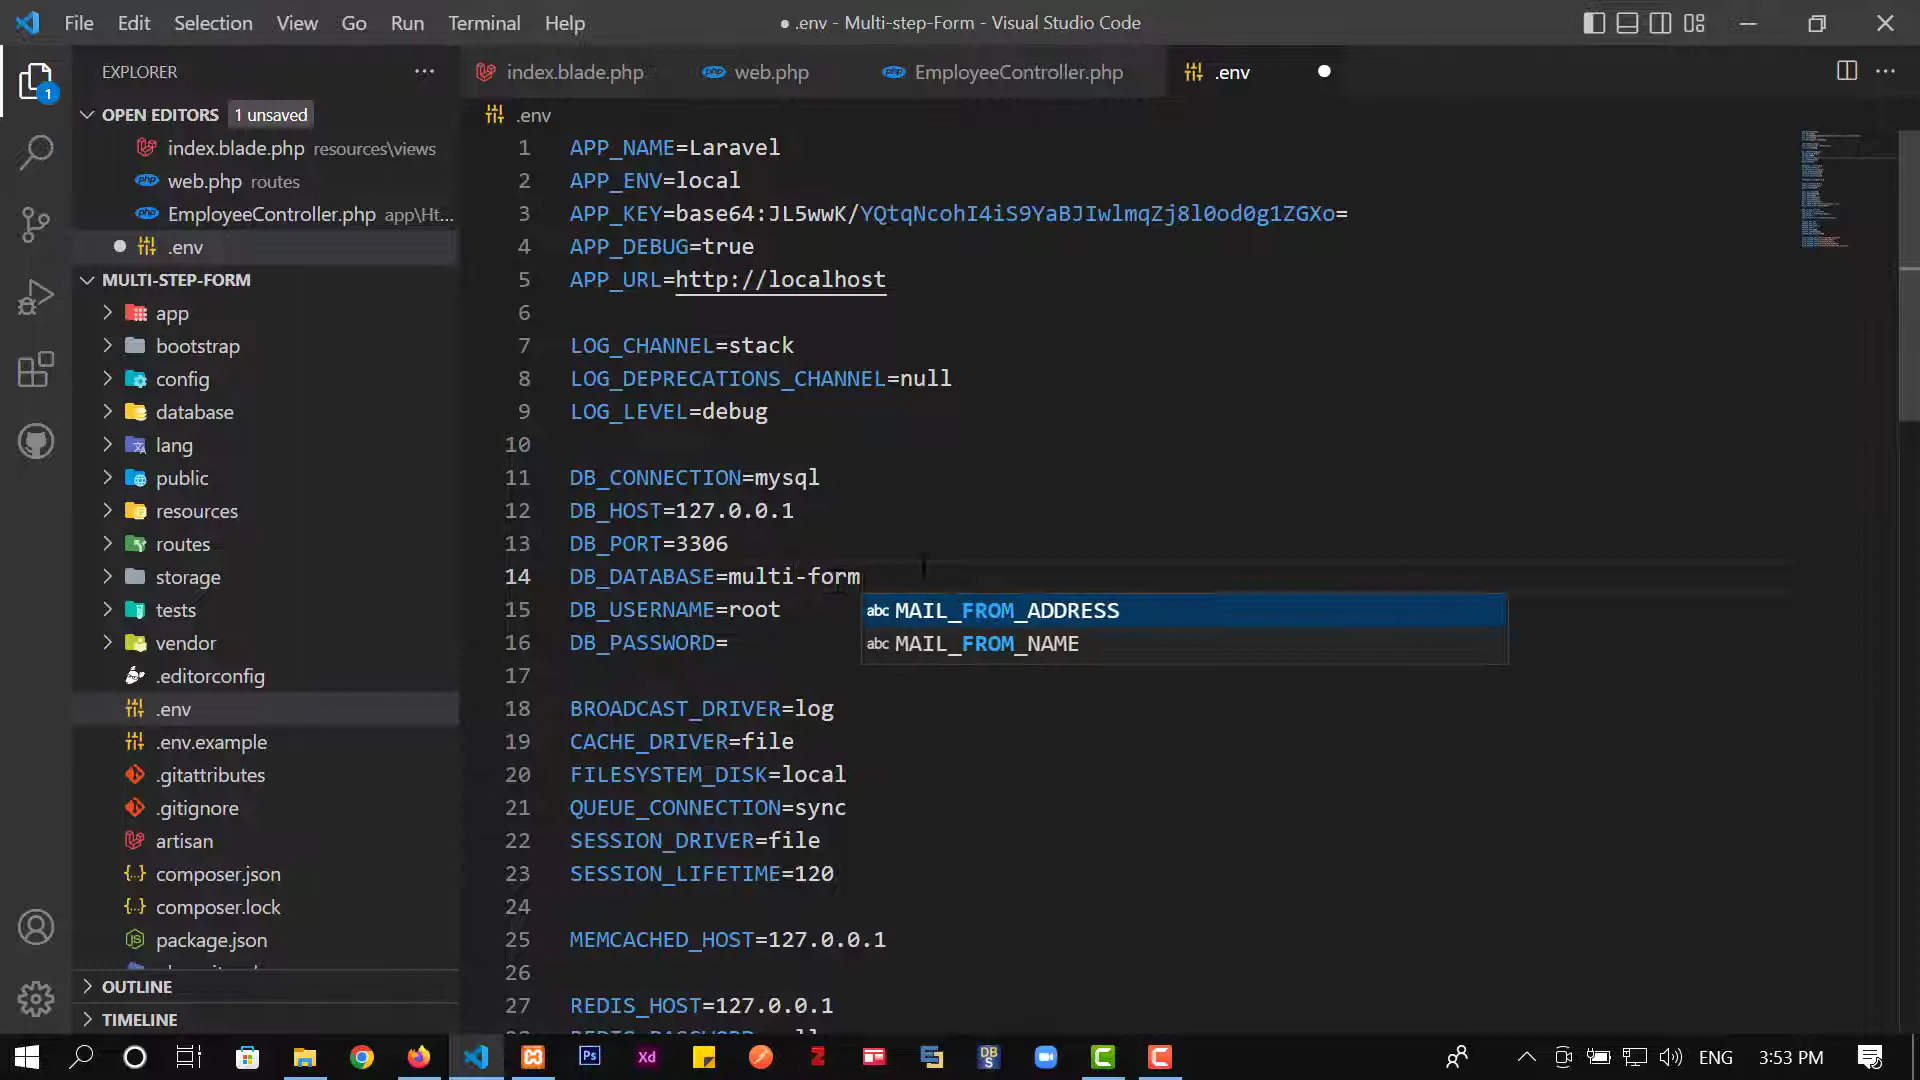 File Edit Selection View Go Run Terminal Help
● .env - Multi-step-Form - Visual Studio Code
EXPLORER
1
OPEN EDITORS 1 unsaved
index.blade.php resources\views
web.php routes
EmployeeController.php app\Ht...
.env
MULTI-STEP-FORM
app
bootstrap
config
database
lang
public
resources
routes
storage
tests
vendor
.editorconfig
.env
.env.example
.gitattributes
.gitignore
artisan
composer.json
composer.lock
package.json
OUTLINE
TIMELINE
index.blade.php
web.php
EmployeeController.php
.env
.env
1 APP_NAME=Laravel
2 APP_ENV=local
3 APP_KEY=base64:JL5wwK/YQtqNcohI4iS9YaBJIwlmqZj8l0od0g1ZGXo=
4 APP_DEBUG=true
5 APP_URL=http://localhost
6
7 LOG_CHANNEL=stack
8 LOG_DEPRECATIONS_CHANNEL=null
9 LOG_LEVEL=debug
10
11 DB_CONNECTION=mysql
12 DB_HOST=127.0.0.1
13 DB_PORT=3306
14 DB_DATABASE=multi-form
15 DB_USERNAME=root
16 DB_PASSWORD=
abc MAIL_FROM_ADDRESS
abc MAIL_FROM_NAME
17
18 BROADCAST_DRIVER=log
19 CACHE_DRIVER=file
20 FILESYSTEM_DISK=local
21 QUEUE_CONNECTION=sync
22 SESSION_DRIVER=file
23 SESSION_LIFETIME=120
24
25 MEMCACHED_HOST=127.0.0.1
26
27 REDIS_HOST=127.0.0.1
Ps
Xd
Z
DB
S
ENG
3:53 PM